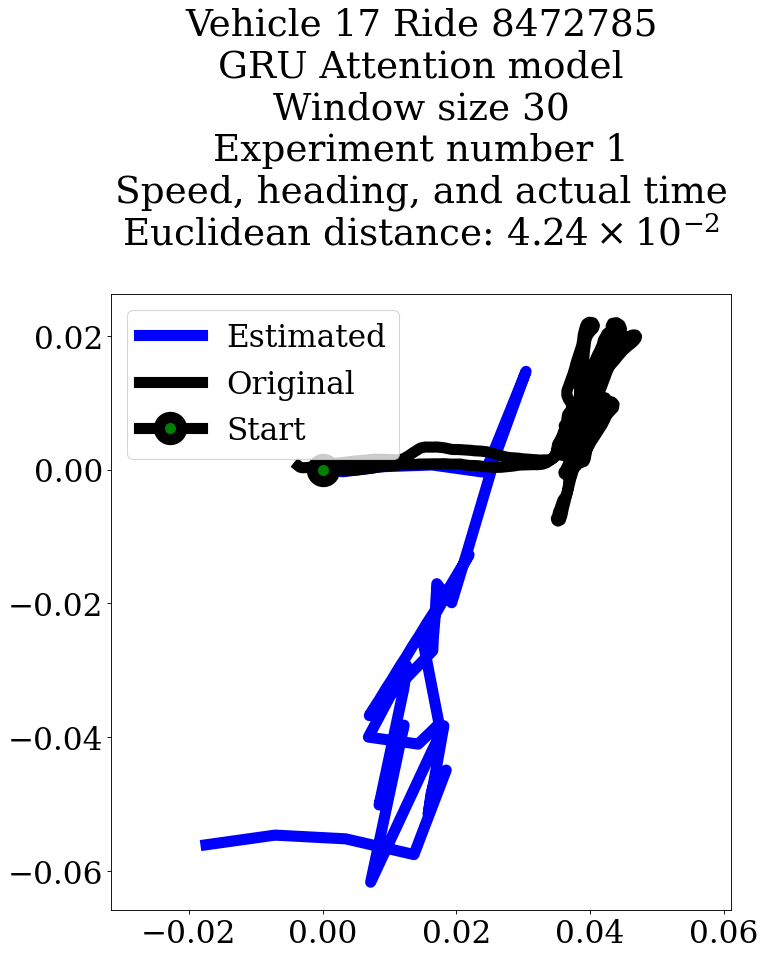 Vehicle 17 Ride 8472785
GRU Attention model
Window size 30
Experiment number 1
Speed, heading, and actual time
Euclidean distance: 4.24 × 10⁻²
Estimated
Original
Start
0.02
0.00
−0.02
−0.04
−0.06
−0.02 0.00 0.02 0.04 0.06